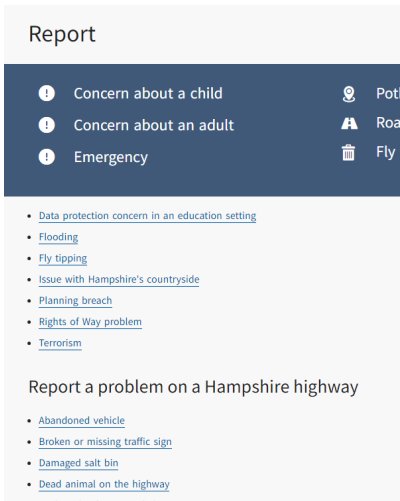 Report
Concern about a child
Concern about an adult
Emergency
Fly
Data protection concern in an education setting
Flooding
Fly tipping
Issue with Hampshire's countryside
Planning breach
Rights of Way problem
Terrorism
Report a problem on a Hampshire highway
Abandoned vehicle
Broken or missing traffic sign
Damaged salt bin
Dead animal on the highway